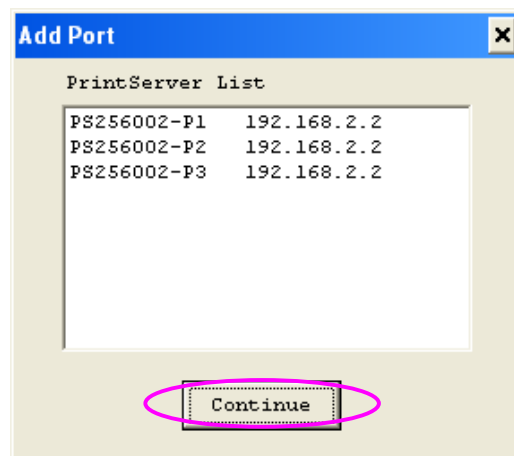 Add Port
PrintServer List
PS256002-P1 192.168.2.2
PS256002-P2 192.168.2.2
PS256002-P3 192.168.2.2
Continue